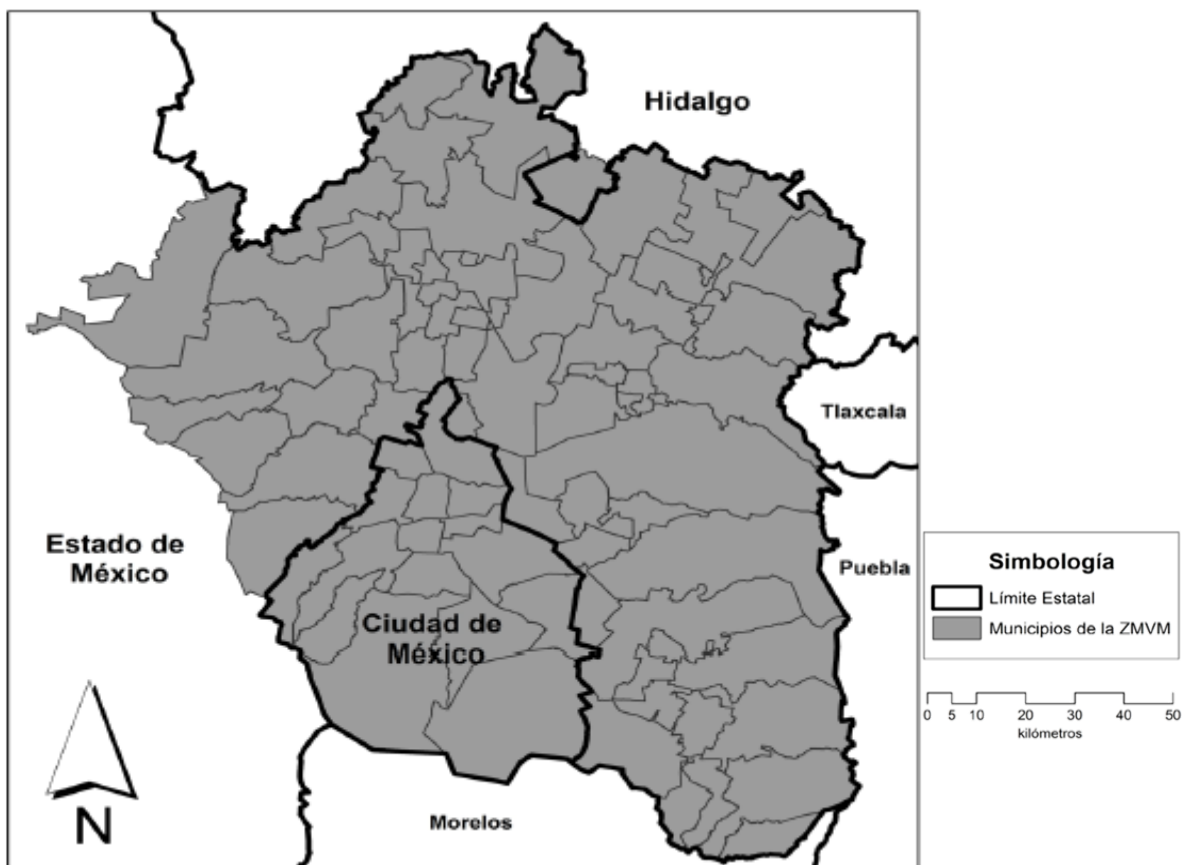 Hidalgo
Tlaxcala
Estado de
México
Puebla
Ciudad de
México
Morelos
N
Simbología
Límite Estatal
Municipios de la ZMVM
0 5 10 20 30 40 50
kilómetros